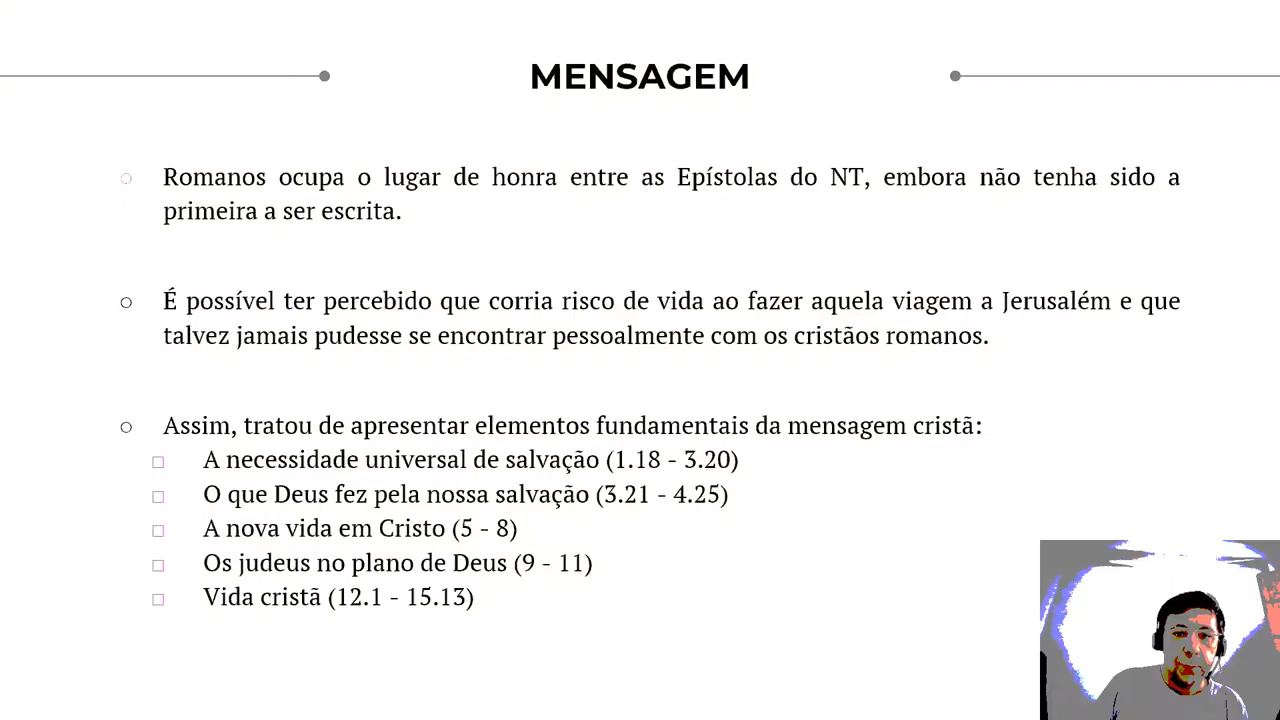 MENSAGEM
Romanos ocupa o lugar de honra entre as Epístolas do NT, embora não tenha sido a
primeira a ser escrita.
É possível ter percebido que corria risco de vida ao fazer aquela viagem a Jerusalém e que
talvez jamais pudesse se encontrar pessoalmente com os cristãos romanos.
Assim, tratou de apresentar elementos fundamentais da mensagem cristã:
A necessidade universal de salvação (1.18 - 3.20)
O que Deus fez pela nossa salvação (3.21 - 4.25)
A nova vida em Cristo (5 - 8)
Os judeus no plano de Deus (9 - 11)
Vida cristã (12.1 - 15.13)